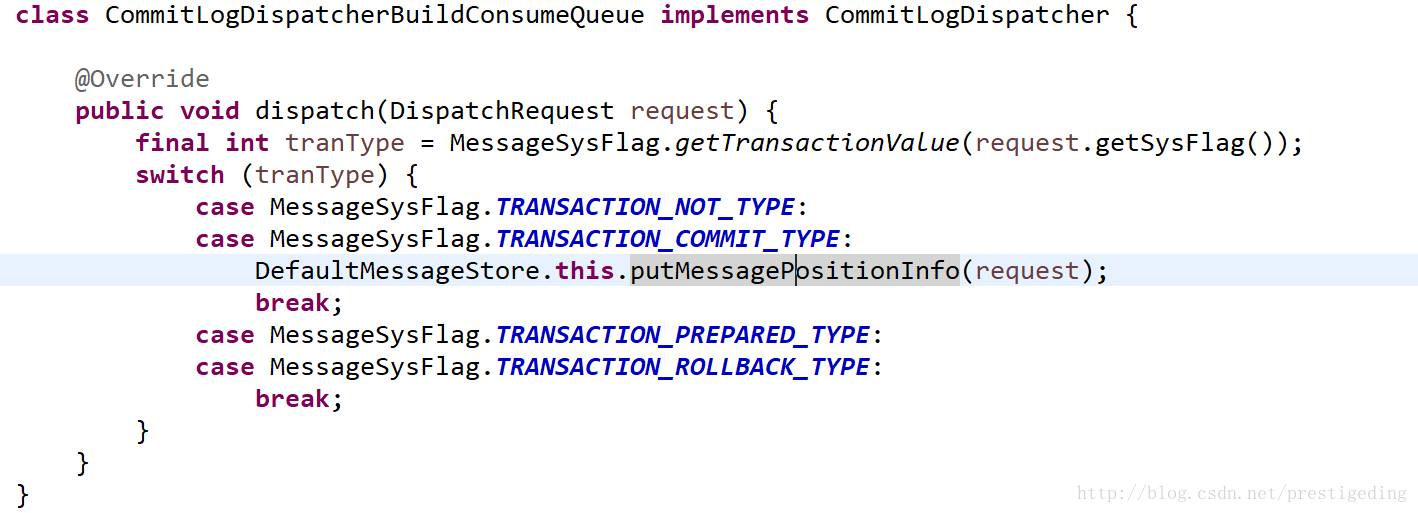 class CommitLogDispatcherBuildConsumeQueue implements CommitLogDispatcher {
@Override
public void dispatch(DispatchRequest request) {
final int tranType = MessageSysFlag.getTransactionValue(request.getSysFlag());
switch (tranType) {
case MessageSysFlag.TRANSACTION_NOT_TYPE:
case MessageSysFlag.TRANSACTION_COMMIT_TYPE:
DefaultMessageStore.this.putMessagePositionInfo(request);
break;
case MessageSysFlag.TRANSACTION_PREPARED_TYPE:
case MessageSysFlag.TRANSACTION_ROLLBACK_TYPE:
break;
}
}
}
http://blog.csdn.net/prestigeding